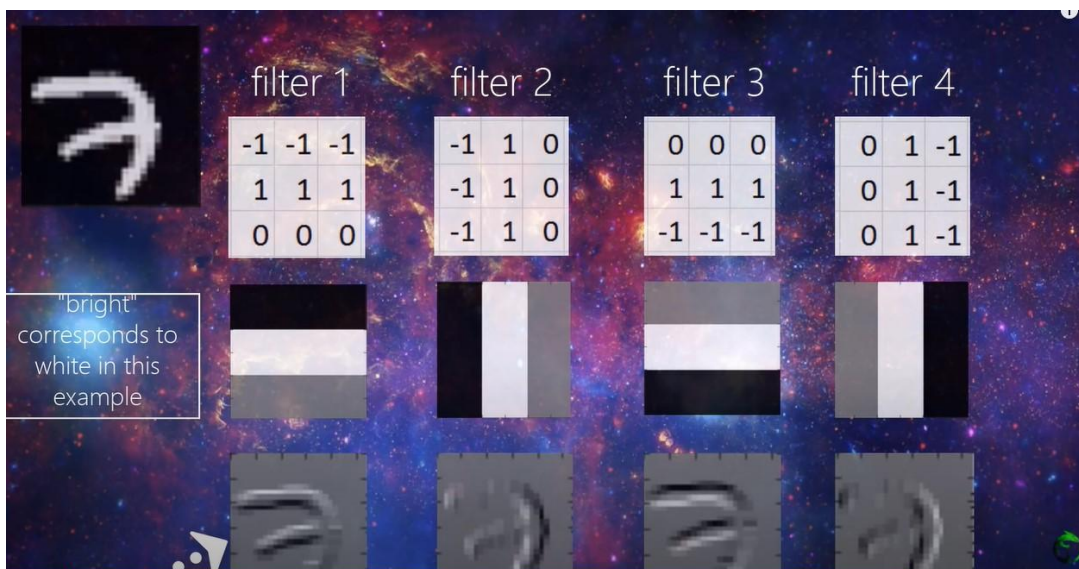 filter 1 filter 2 filter 3 filter 4
-1 -1 -1 -1 1 0 0 0 0 0 1 -1
1 1 1 -1 1 0 1 1 1 0 1 -1
0 0 0 -1 1 0 -1 -1 -1 0 1 -1
"bright"
corresponds to
white in this
example